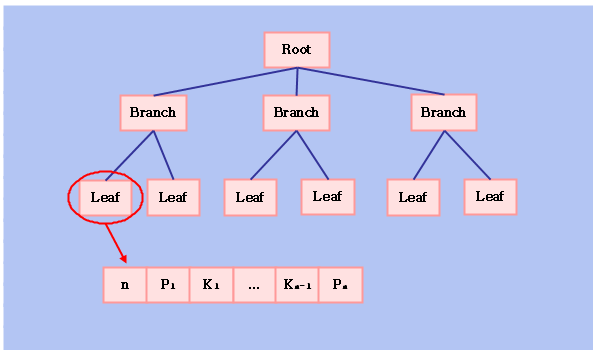 Root
Branch Branch Branch
Leaf Leaf Leaf Leaf Leaf Leaf
n P₁ K₁ ... Kₙ₋₁ Pₙ